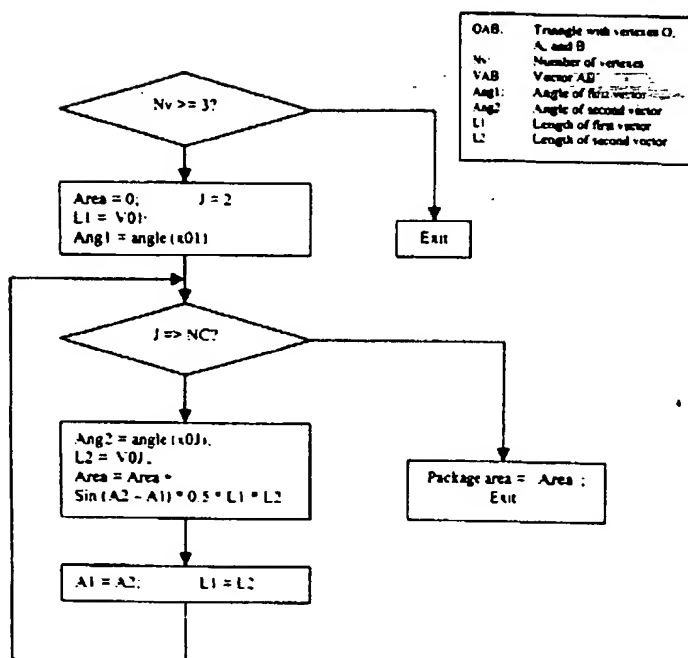 OAB: Triangle with vertexes O,
A, and B
Nv: Number of vertexes
VAB Vector AB
Ang1: Angle of first vector
Ang2 Angle of second vector
L1 Length of first vector
L2 Length of second vector
Nv >= 3?
Area = 0; J = 2
L1 = V01;
Ang1 = angle (x01)
Exit
J => NC?
Ang2 = angle (x0J),
L2 = V0J,
Area = Area +
Sin (A2 - A1) * 0.5 * L1 * L2
Package area = Area ;
Exit
A1 = A2; L1 = L2